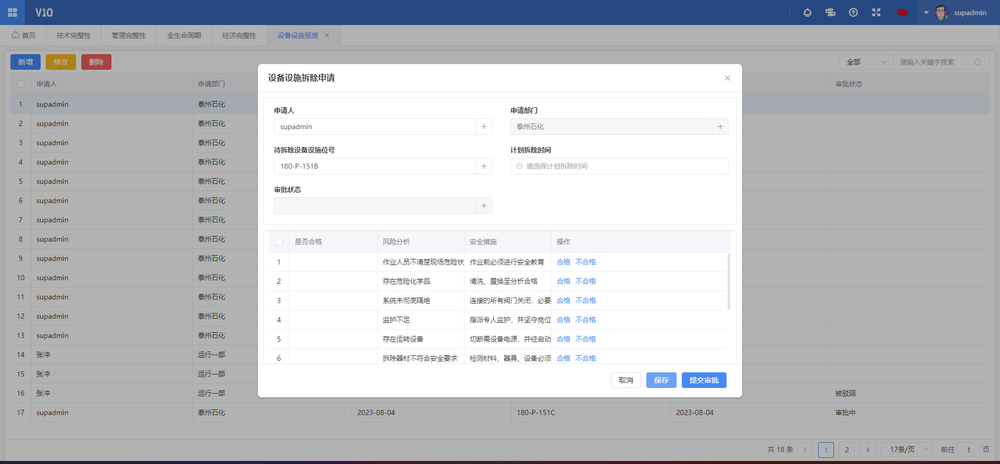 V10
supadmin
首页 技术完整性 管理完整性 全生命周期 经济完整性 设备设施报废
新增 修改 删除 全部 请输入关键字搜索
申请人 申请部门 审批状态
1 supadmin 泰州石化
2 supadmin 泰州石化
3 supadmin 泰州石化
4 supadmin 泰州石化
5 supadmin 泰州石化
6 supadmin 泰州石化
7 supadmin 泰州石化
8 supadmin 泰州石化
9 supadmin 泰州石化
10 supadmin 泰州石化
11 supadmin 泰州石化
12 supadmin 泰州石化
13 supadmin 泰州石化
14 张冲 运行一部
15 张冲 运行一部
16 张冲 运行一部 被驳回
17 supadmin 泰州石化 2023-08-04 180-P-151C 2023-08-04 审批中
共 18 条 1 2 17条/页 前往 1 页
设备设施拆除申请
申请人 申请部门
supadmin 泰州石化
待拆除设备设施位号 计划拆除时间
180-P-151B 请选择计划拆除时间
审批状态
是否合格 风险分析 安全措施 操作
1 作业人员不清楚现场危险状 作业前必须进行安全教育 合格 不合格
2 存在危险化学品 清洗、置换至分析合格 合格 不合格
3 系统未彻底隔绝 连接的所有阀门关闭，必要 合格 不合格
4 监护不足 指派专人监护，并坚守岗位 合格 不合格
5 存在运转设备 切断需设备电源，并经启动 合格 不合格
6 拆除器材不符合安全要求 检测材料、器具、设备必须 合格 不合格
取消 保存 提交审批